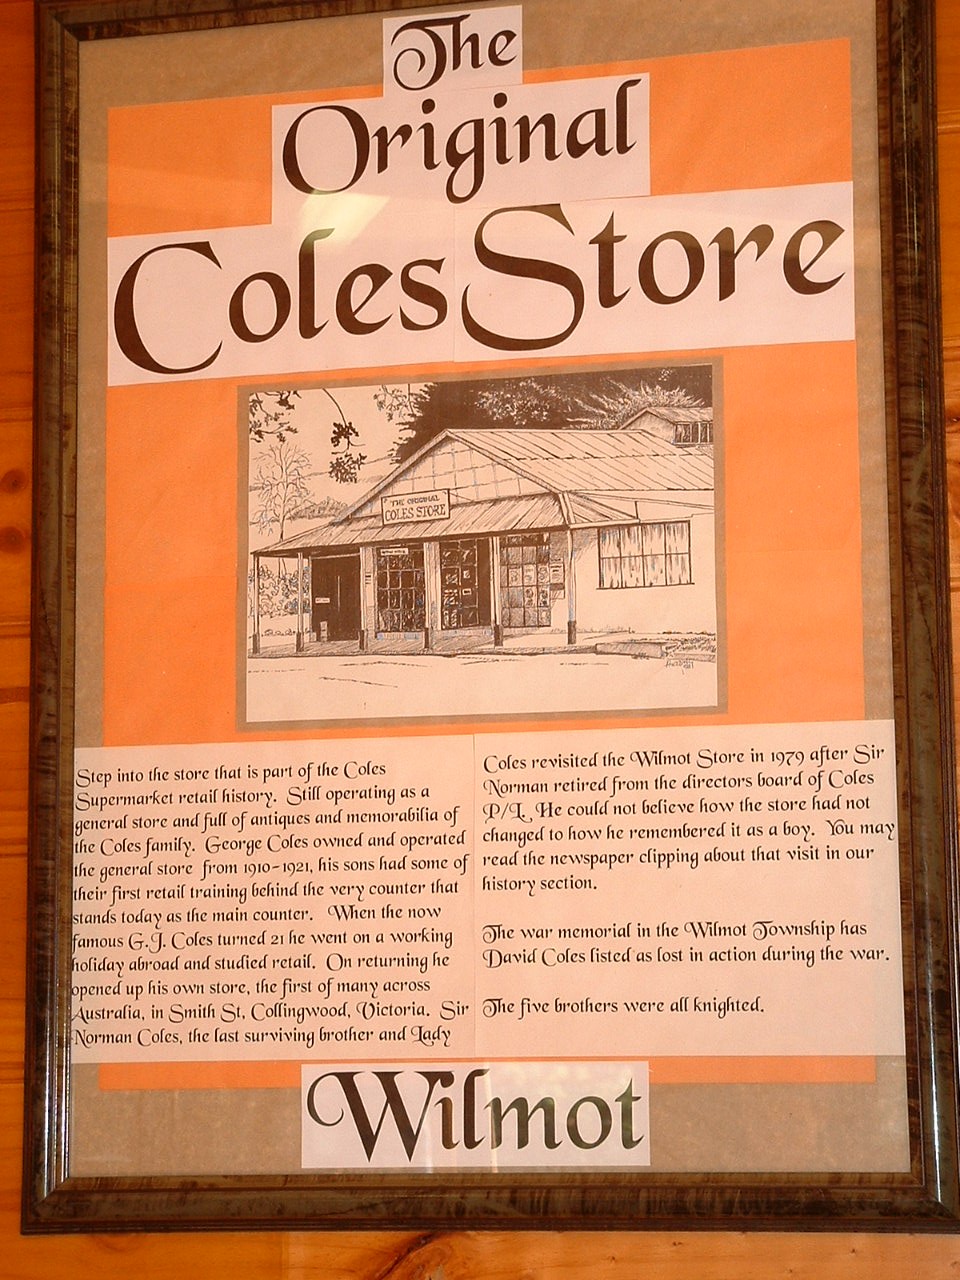 The
Original
Coles Store
THE ORIGINAL
COLES STORE
Step into the store that is part of the Coles
Supermarket retail history. Still operating as a
general store and full of antiques and memorabilia of
the Coles family. George Coles owned and operated
the general store from 1910-1921, his sons had some of
their first retail training behind the very counter that
stands today as the main counter. When the now
famous G.J. Coles turned 21 he went on a working
holiday abroad and studied retail. On returning he
opened up his own store, the first of many across
Australia, in Smith St, Collingwood, Victoria. Sir
Norman Coles, the last surviving brother and Lady
Coles revisited the Wilmot Store in 1979 after Sir
Norman retired from the directors board of Coles
P/L. He could not believe how the store had not
changed to how he remembered it as a boy. You may
read the newspaper clipping about that visit in our
history section.
The war memorial in the Wilmot Township has
David Coles listed as lost in action during the war.
The five brothers were all knighted.
Wilmot